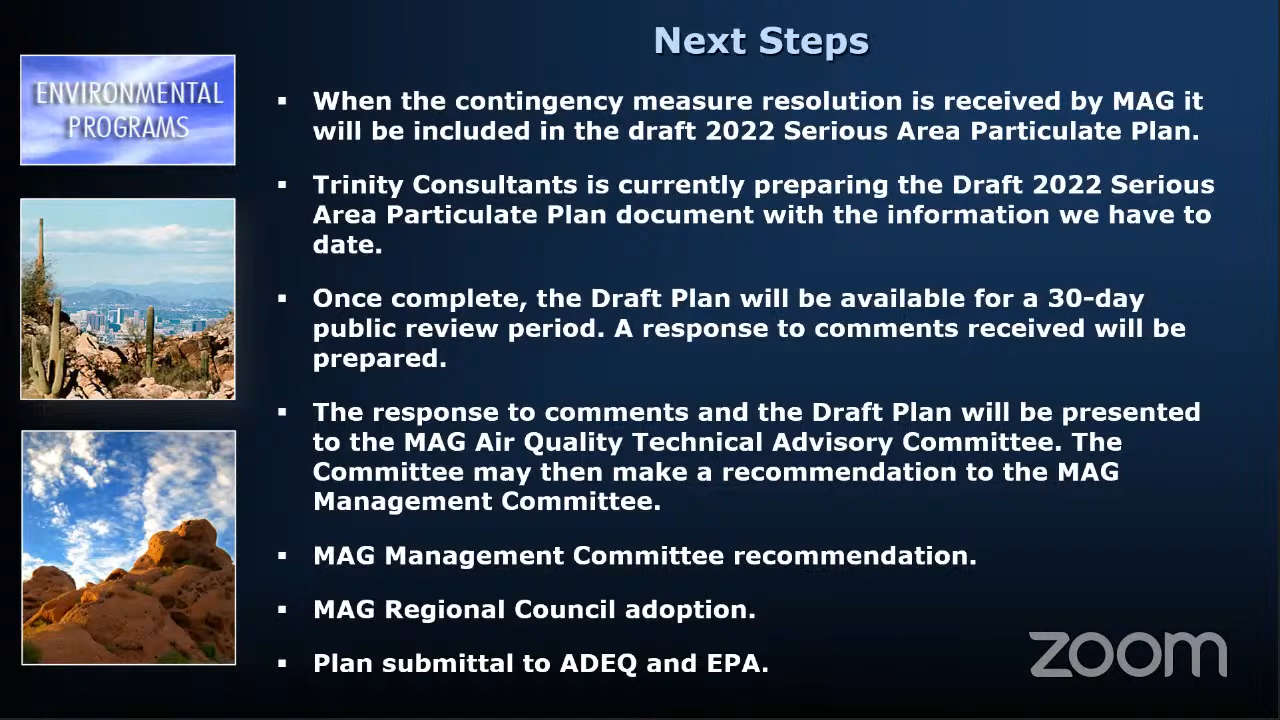 Next Steps
ENVIRONMENTAL
PROGRAMS
▪ When the contingency measure resolution is received by MAG it
will be included in the draft 2022 Serious Area Particulate Plan.
▪ Trinity Consultants is currently preparing the Draft 2022 Serious
Area Particulate Plan document with the information we have to
date.
▪ Once complete, the Draft Plan will be available for a 30-day
public review period. A response to comments received will be
prepared.
▪ The response to comments and the Draft Plan will be presented
to the MAG Air Quality Technical Advisory Committee. The
Committee may then make a recommendation to the MAG
Management Committee.
▪ MAG Management Committee recommendation.
▪ MAG Regional Council adoption.
▪ Plan submittal to ADEQ and EPA.
zoom